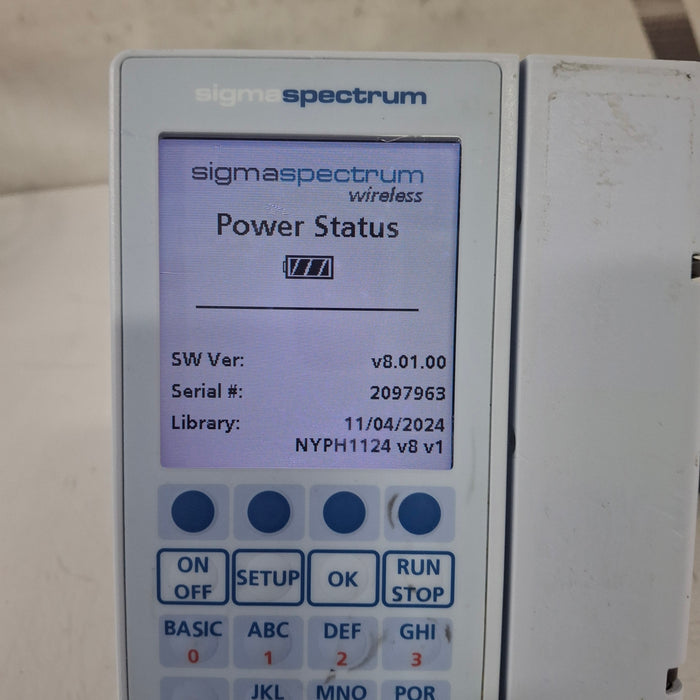 sigmaspectrum
sigmaspectrum
wireless
Power Status
SW Ver: v8.01.00
Serial #: 2097963
Library: 11/04/2024
NYPH1124 v8 v1
ON OFF SETUP OK RUN STOP
BASIC ABC DEF GHI
0 1 2 3
JKL MNO PQR